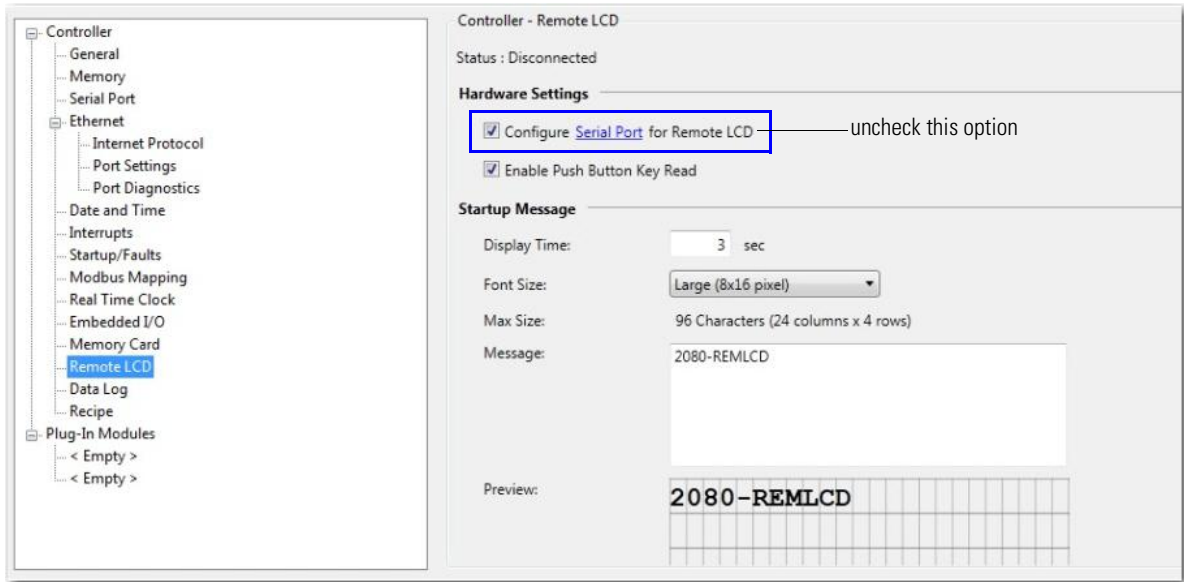 Controller
General
Memory
Serial Port
Ethernet
Internet Protocol
Port Settings
Port Diagnostics
Date and Time
Interrupts
Startup/Faults
Modbus Mapping
Real Time Clock
Embedded I/O
Memory Card
Remote LCD
Data Log
Recipe
Plug-In Modules
< Empty >
< Empty >
Controller - Remote LCD
Status : Disconnected
Hardware Settings
Configure Serial Port for Remote LCD
uncheck this option
Enable Push Button Key Read
Startup Message
Display Time: 3 sec
Font Size: Large (8x16 pixel)
Max Size: 96 Characters (24 columns x 4 rows)
Message: 2080-REMLCD
Preview: 2080-REMLCD